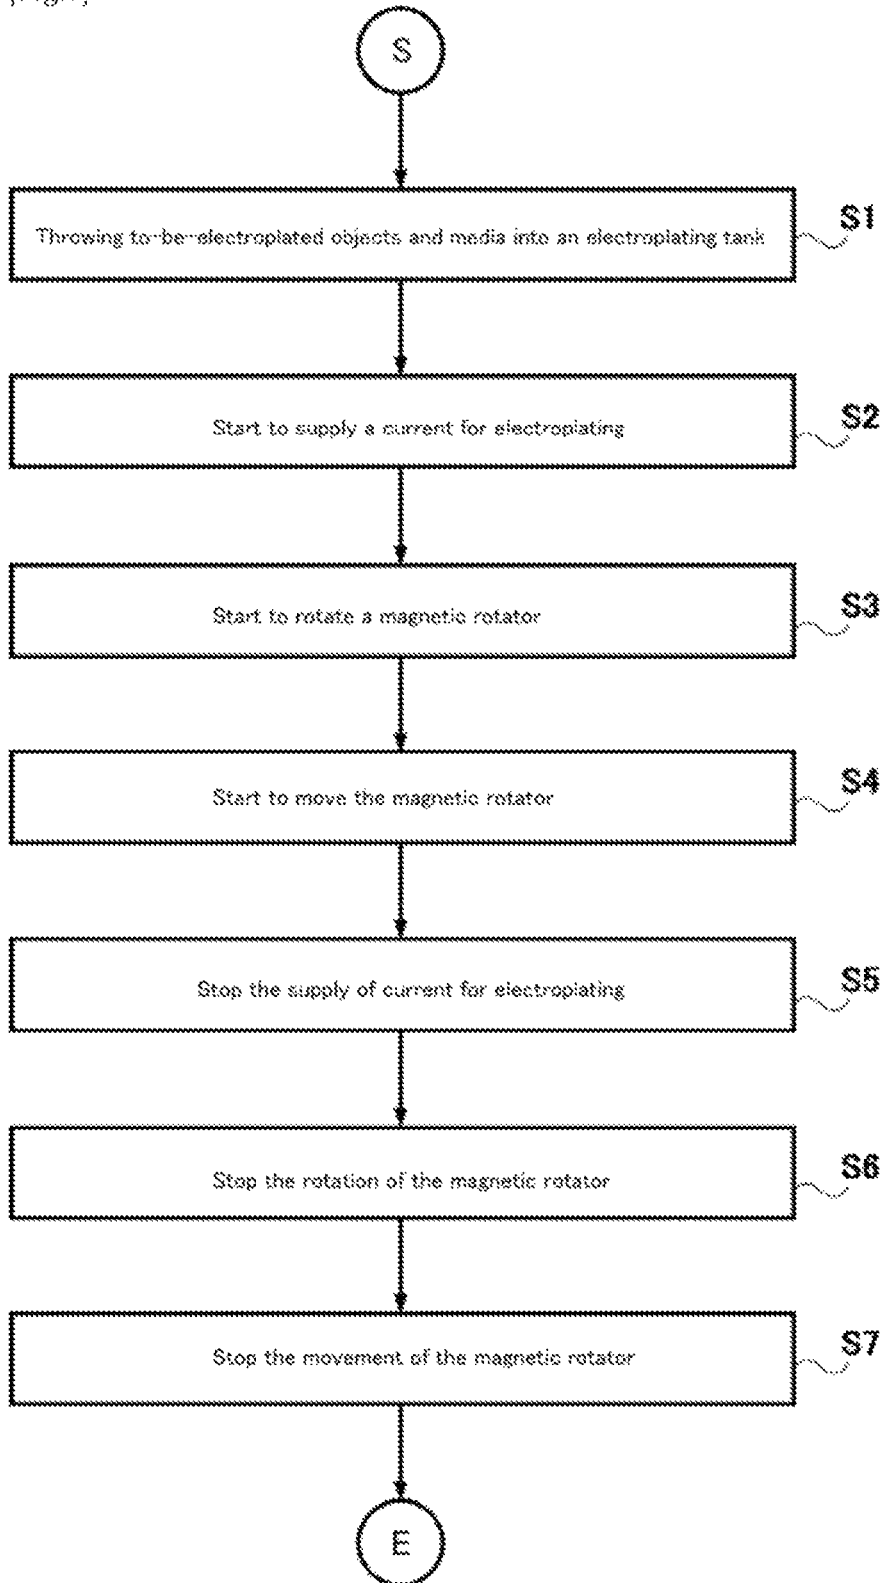 S
Throwing to-be-electroplated objects and media into an electroplating tank
S1
Start to supply a current for electroplating
S2
Start to rotate a magnetic rotator
S3
Start to move the magnetic rotator
S4
Stop the supply of current for electroplating
S5
Stop the rotation of the magnetic rotator
S6
Stop the movement of the magnetic rotator
S7
E